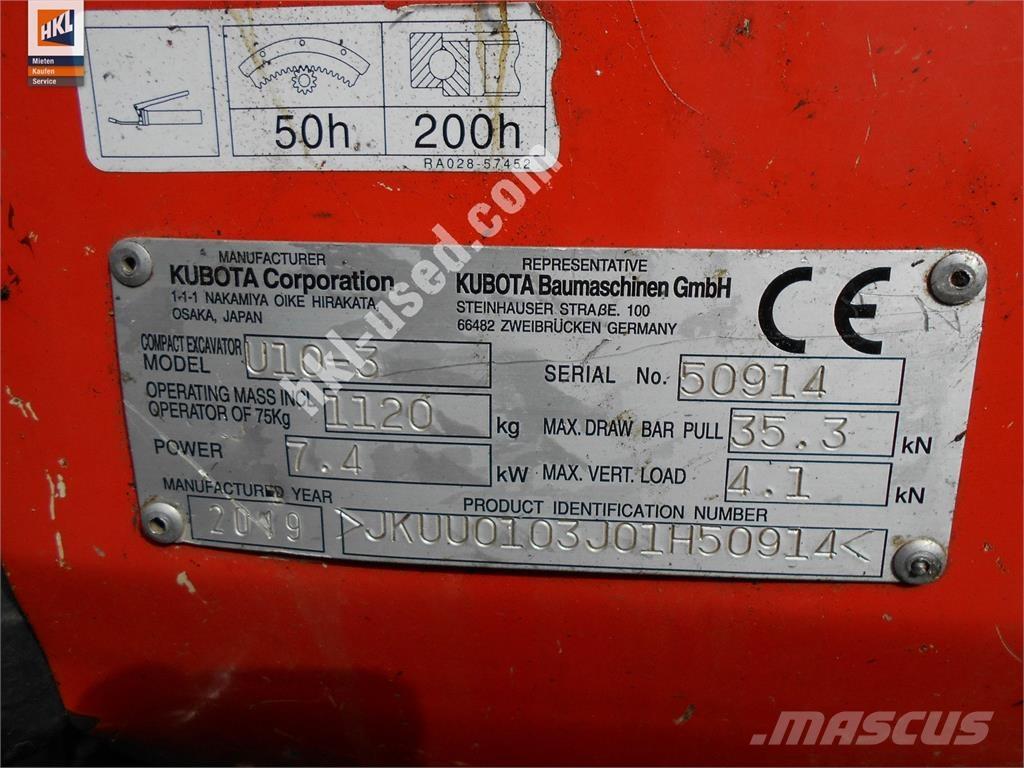 HKL
Mieten
Kaufen
Service
50h 200h
RA028-57452
MANUFACTURER
KUBOTA Corporation
1-1-1 NAKAMIYA OIKE HIRAKATA
OSAKA, JAPAN
REPRESENTATIVE
KUBOTA Baumaschinen GmbH
STEINHAUSER STRAßE. 100
66482 ZWEIBRÜCKEN GERMANY
CE
COMPACT EXCAVATOR
MODEL U10-3
SERIAL No. 50914
OPERATING MASS INCL
OPERATOR OF 75Kg 1120 kg
MAX. DRAW BAR PULL 35.3 kN
POWER 7.4 kW
MAX. VERT. LOAD 4.1 kN
MANUFACTURED YEAR
2019
PRODUCT IDENTIFICATION NUMBER
>JKUU0103J01H50914<
hkl-used.com
MASCUS